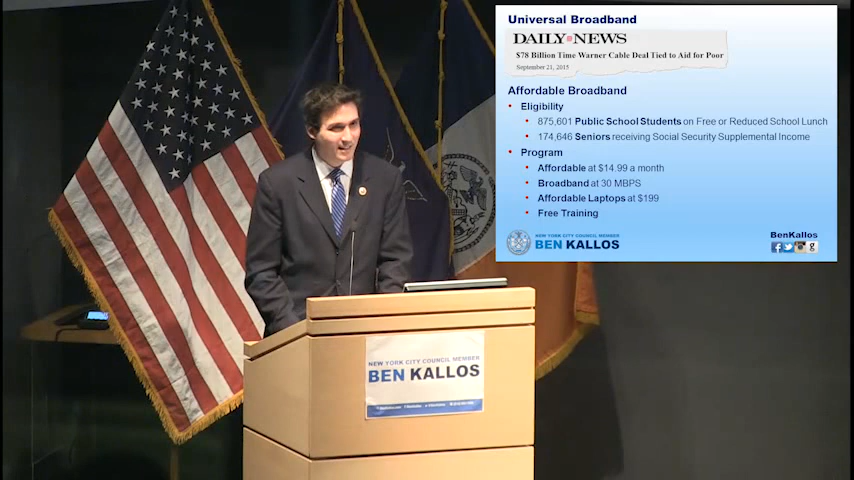 Universal Broadband
DAILY NEWS
$78 Billion Time Warner Cable Deal Tied to Aid for Poor
September 21, 2015
Affordable Broadband
• Eligibility
• 875,601 Public School Students on Free or Reduced School Lunch
• 174,646 Seniors receiving Social Security Supplemental Income
• Program
• Affordable at $14.99 a month
• Broadband at 30 MBPS
• Affordable Laptops at $199
• Free Training
NEW YORK CITY COUNCIL MEMBER
BEN KALLOS
BenKallos
NEW YORK CITY COUNCIL MEMBER
BEN KALLOS